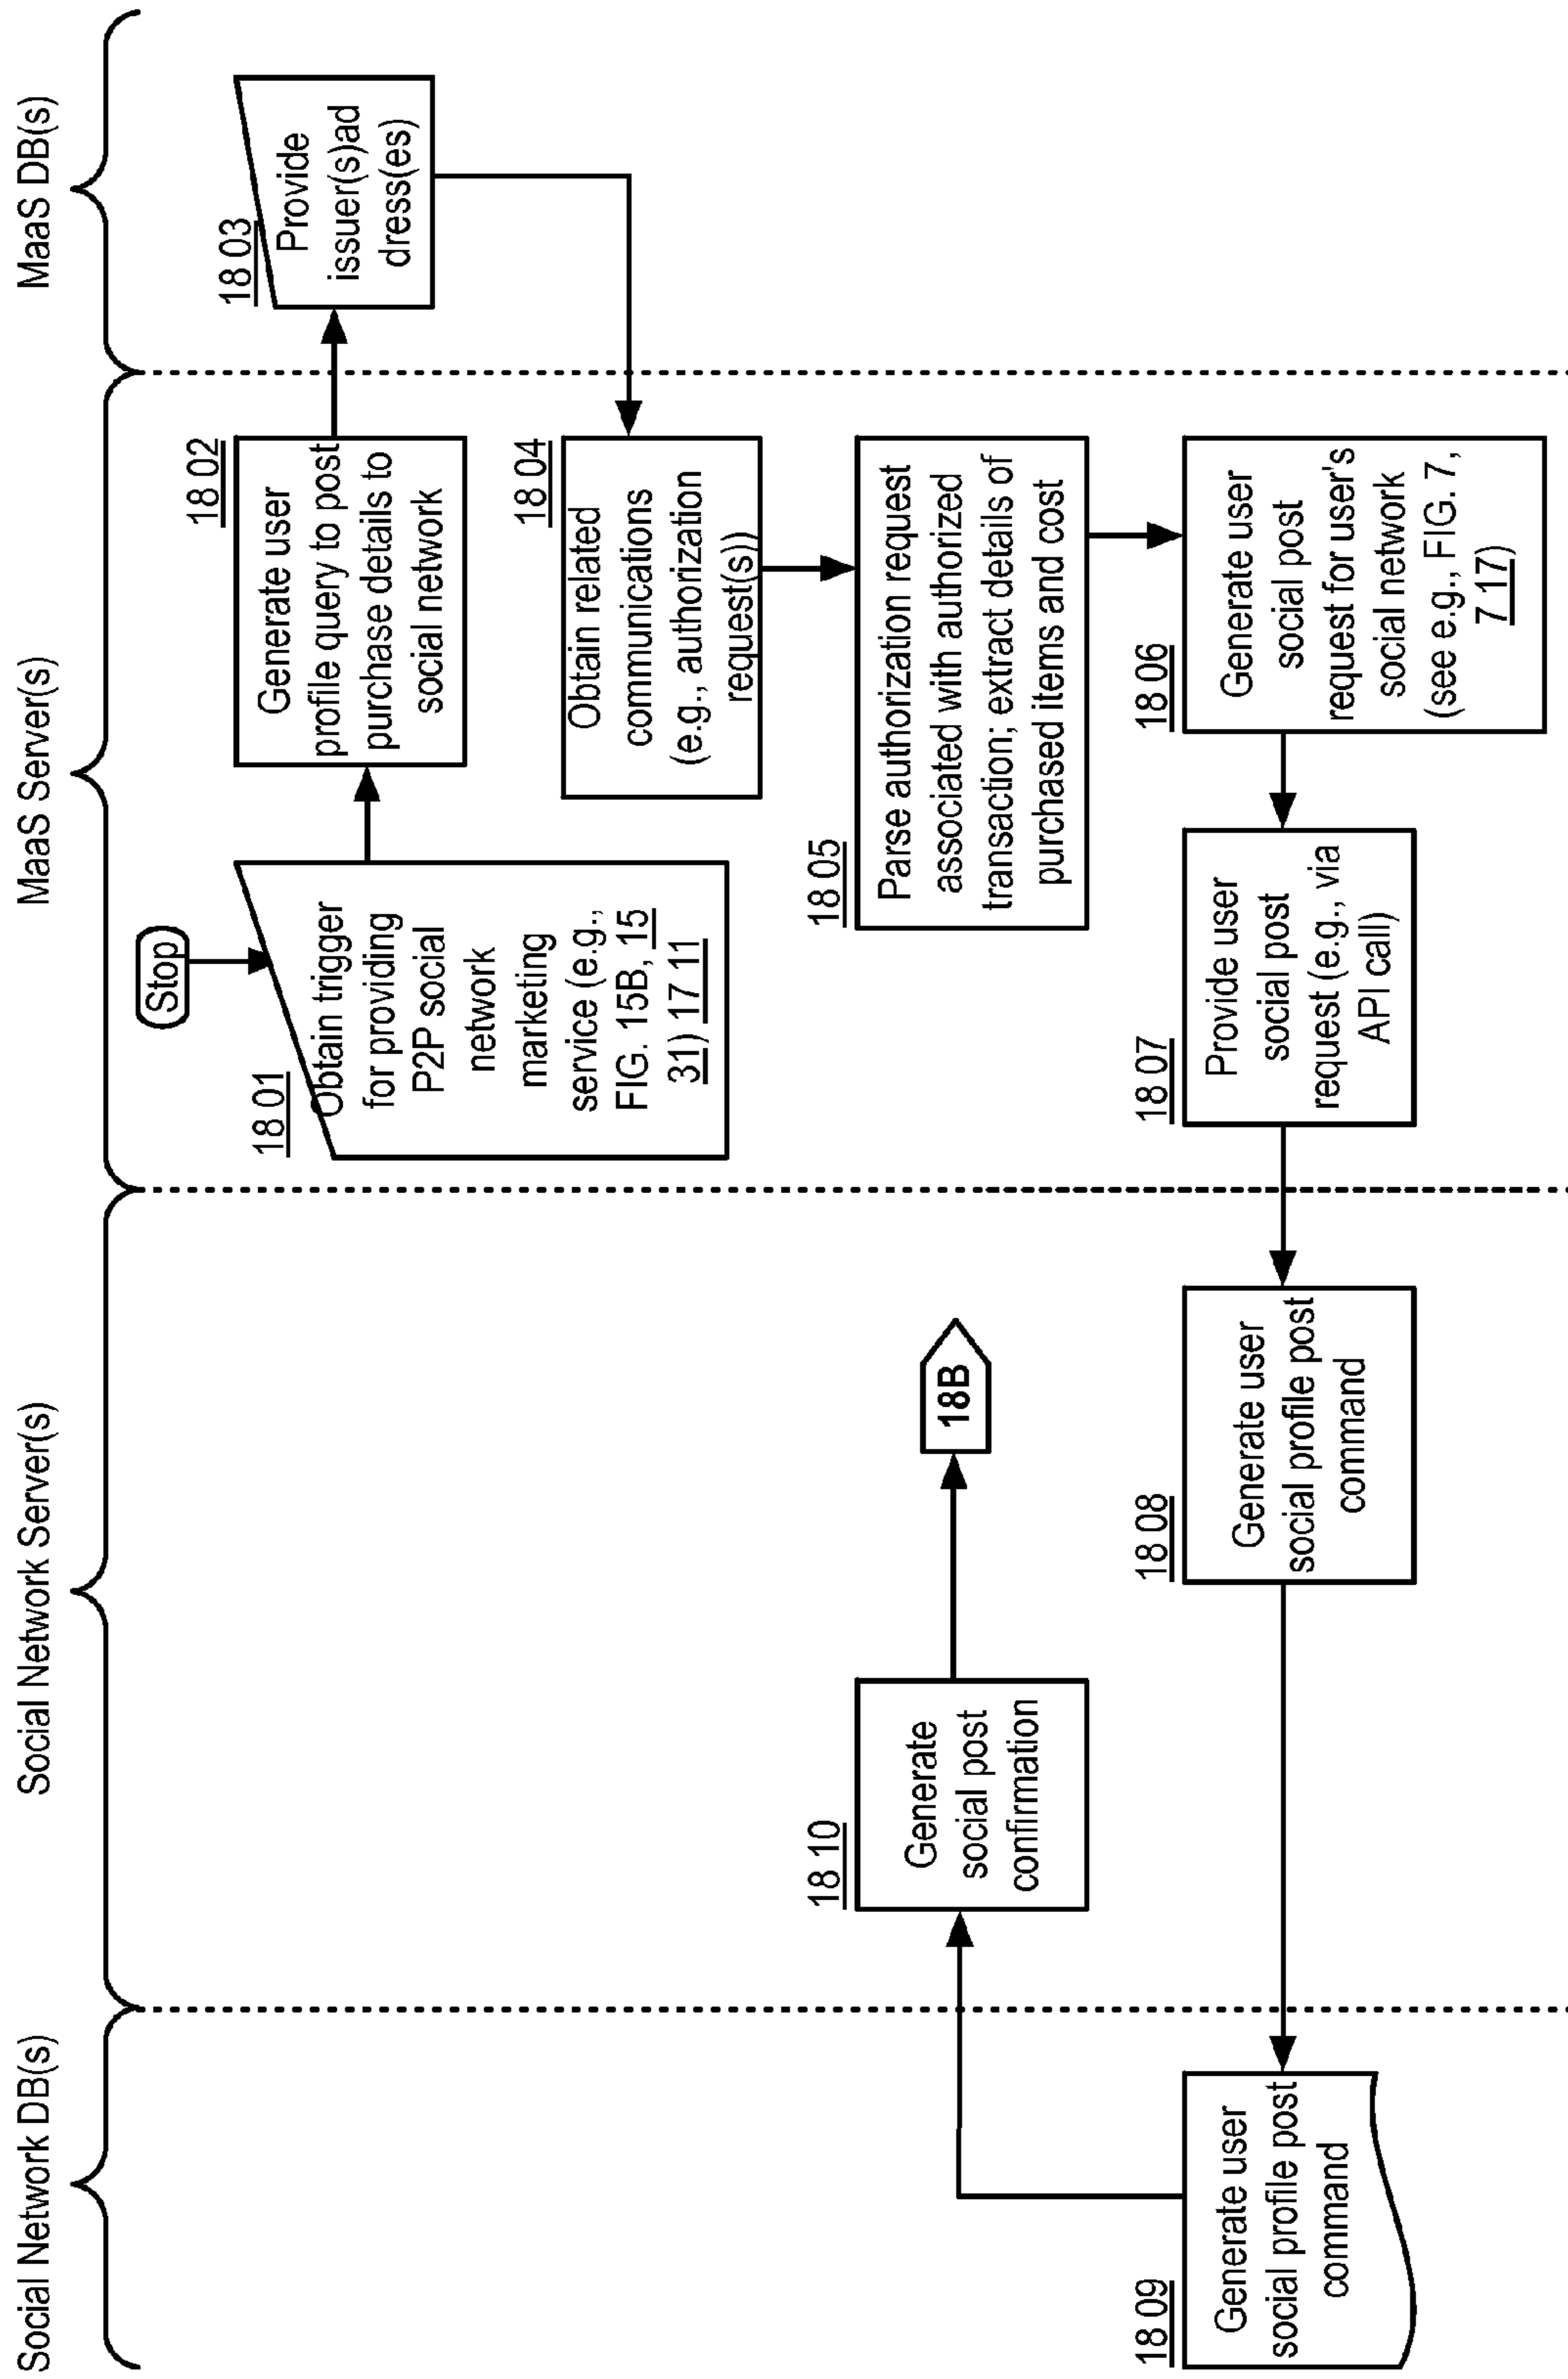 Social Network DB(s)
Social Network Server(s)
MaaS Server(s)
MaaS DB(s)
Stop
18 01
Obtain trigger
for providing
P2P social
network
marketing
service (e.g.,
FIG. 15B, 15
31) 17 11
18 02
Generate user
profile query to post
purchase details to
social network
18 03
Provide
issuer(s)ad
dress(es)
18 04
Obtain related
communications
(e.g., authorization
request(s))
18 05
Parse authorization request
associated with authorized
transaction; extract details of
purchased items and cost
18 06
Generate user
social post
request for user's
social network
(see e.g., FIG. 7,
7 17)
18 07
Provide user
social post
request (e.g., via
API call)
18 08
Generate user
social profile post
command
18 09
Generate user
social profile post
command
18 10
Generate
social post
confirmation
18B